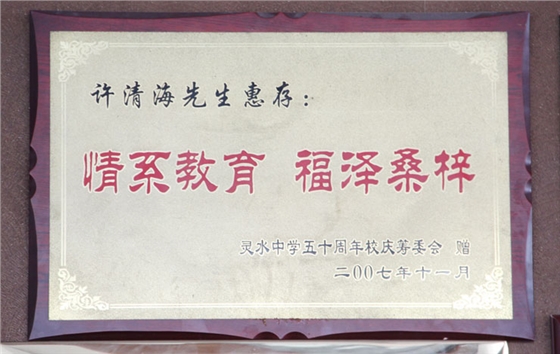 许清海先生惠存：
情系教育 福泽桑梓
灵水中学五十周年校庆筹委会 赠
二00七年十一月